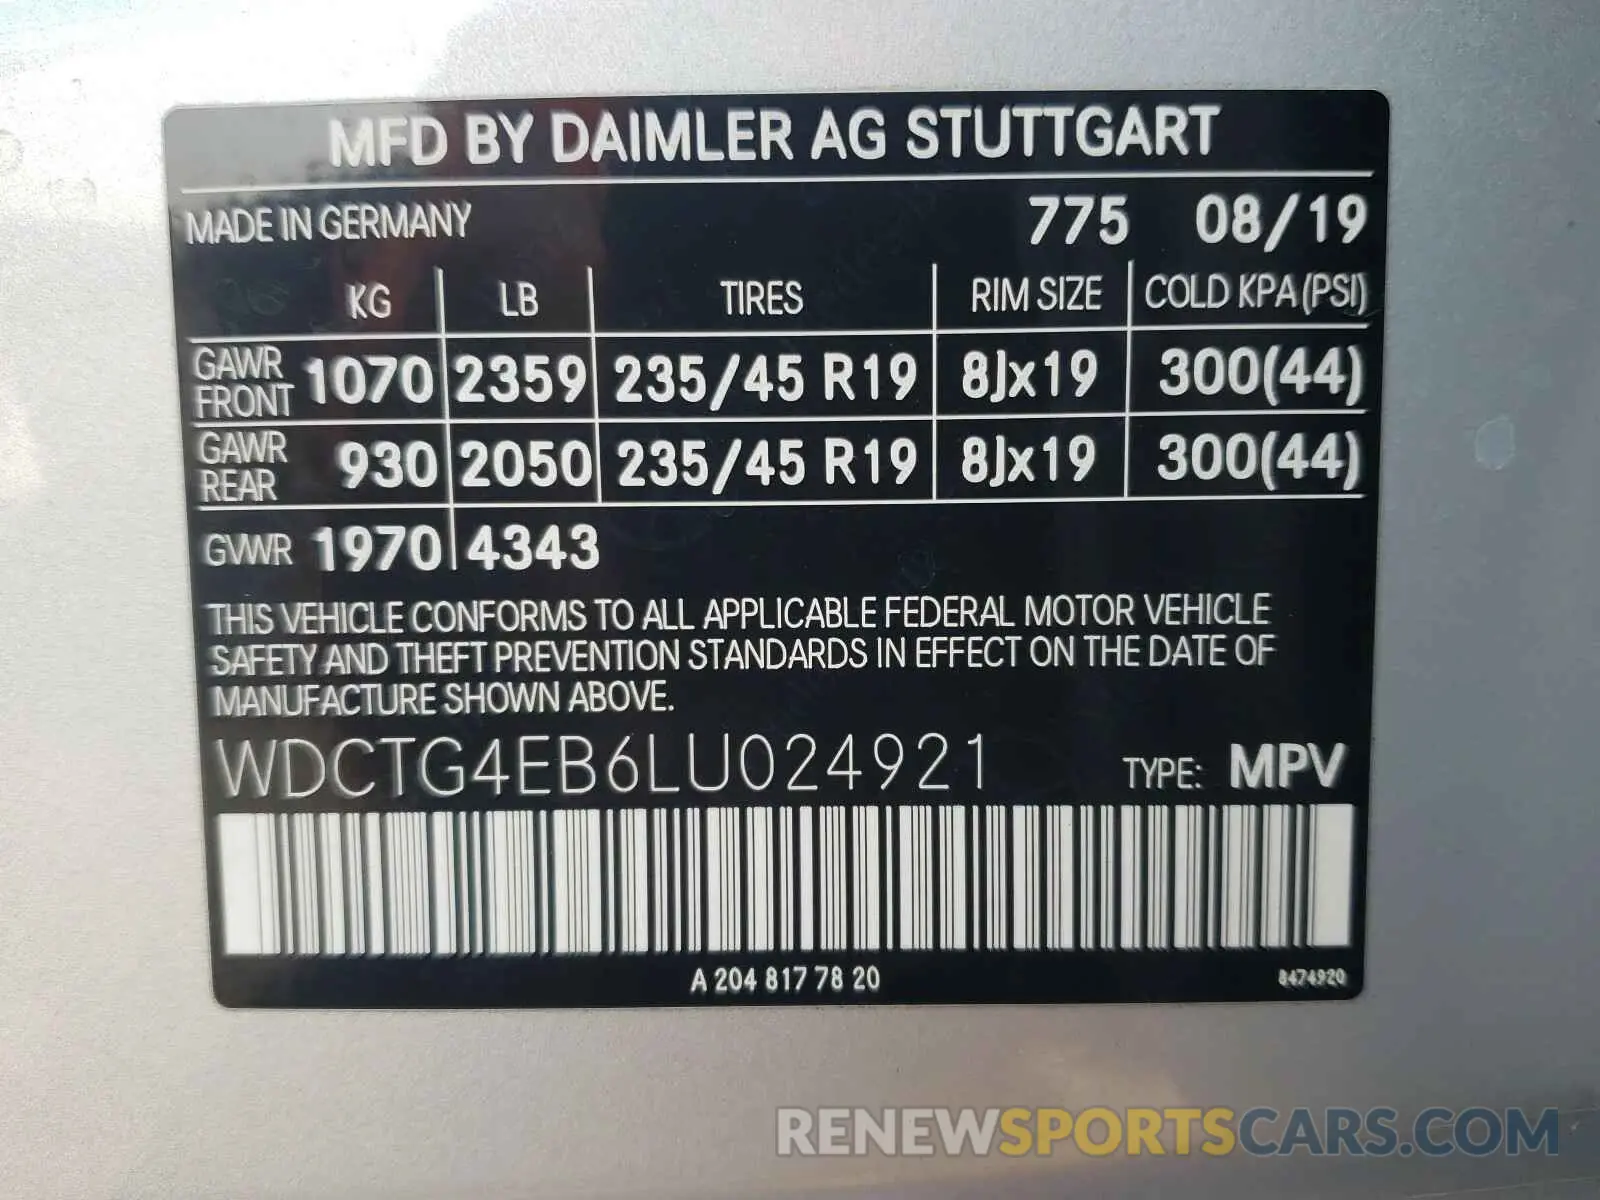 MFD BY DAIMLER AG STUTTGART
MADE IN GERMANY 775 08/19
KG LB TIRES RIM SIZE COLD KPA(PSI)
GAWR FRONT 1070 2359 235/45 R19 8Jx19 300(44)
GAWR REAR 930 2050 235/45 R19 8Jx19 300(44)
GVWR 1970 4343
THIS VEHICLE CONFORMS TO ALL APPLICABLE FEDERAL MOTOR VEHICLE
SAFETY AND THEFT PREVENTION STANDARDS IN EFFECT ON THE DATE OF
MANUFACTURE SHOWN ABOVE.
WDCTG4EB6LU024921 TYPE: MPV
A 204 817 78 20 8474920
RENEWSPORTSCARS.COM